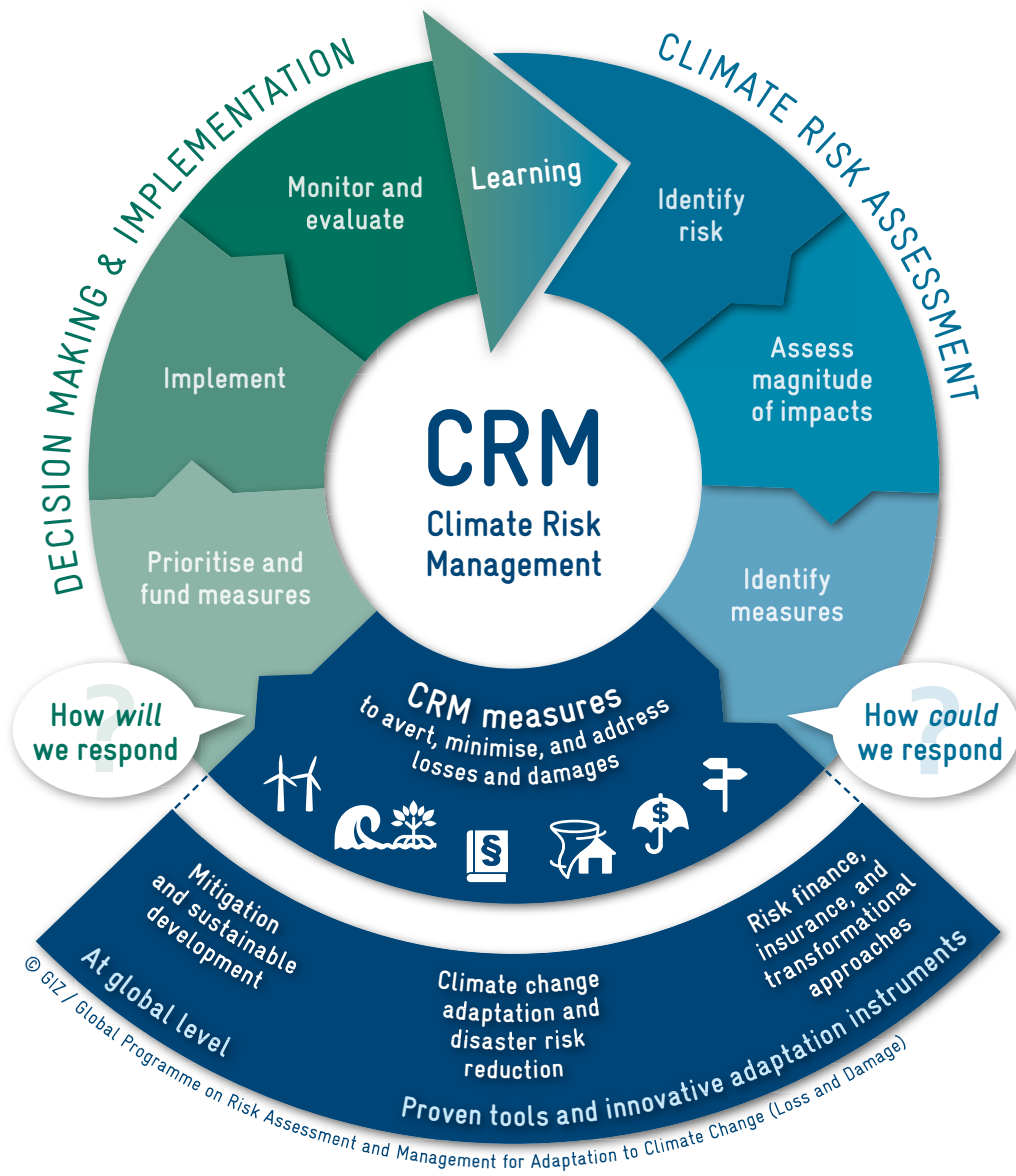 DECISION MAKING & IMPLEMENTATION
CLIMATE RISK ASSESSMENT
Learning
Identify
risk
Assess
magnitude
of impacts
Identify
measures
How could
we respond
CRM
Climate Risk
Management
CRM measures
to avert, minimise, and address
losses and damages
§
$
How will
we respond
Prioritise and
fund measures
Implement
Monitor and
evaluate
Mitigation
and sustainable
development
At global level
Climate change
adaptation and
disaster risk
reduction
Risk finance,
insurance, and
transformational
approaches
Proven tools and innovative adaptation instruments
© GIZ / Global Programme on Risk Assessment and Management for Adaptation to Climate Change (Loss and Damage)